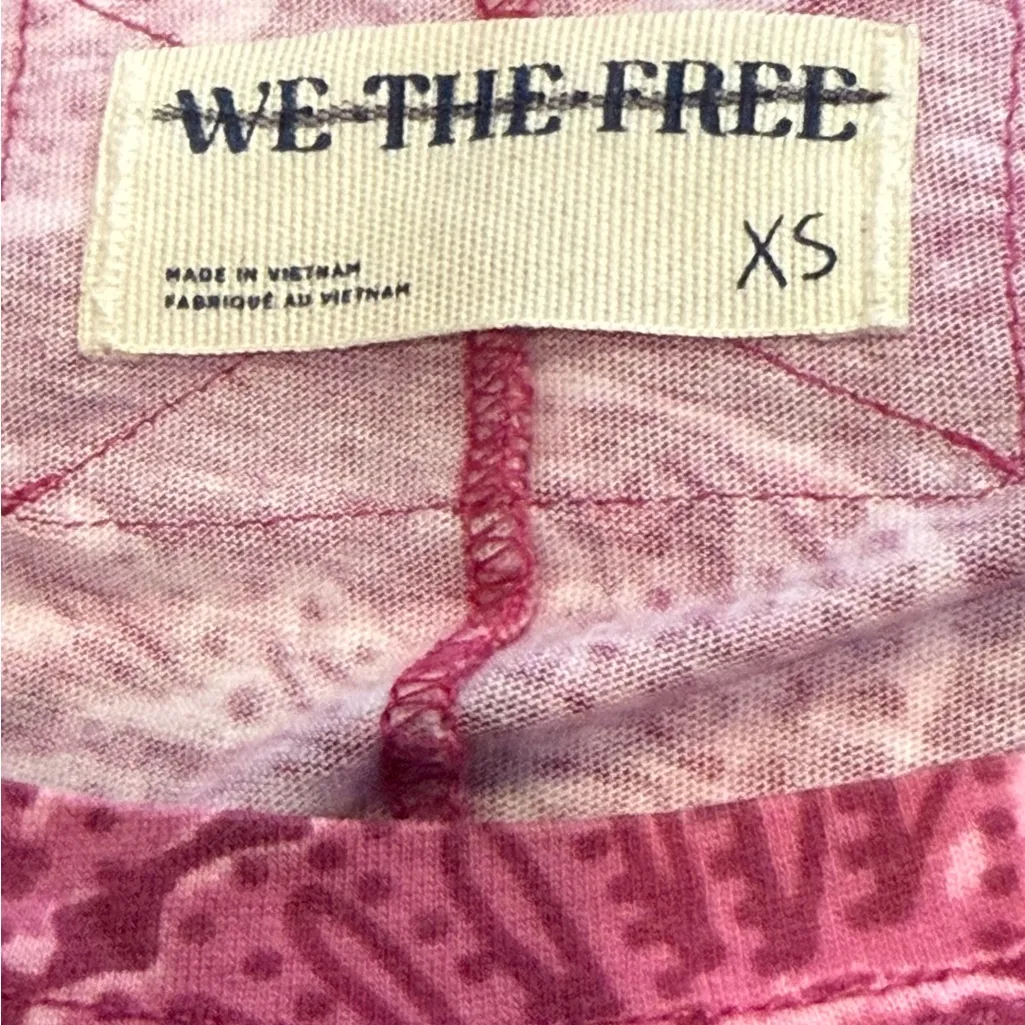 WE THE FREE
XS
MADE IN VIETNAM
FABRIQUÉ AU VIETNAM